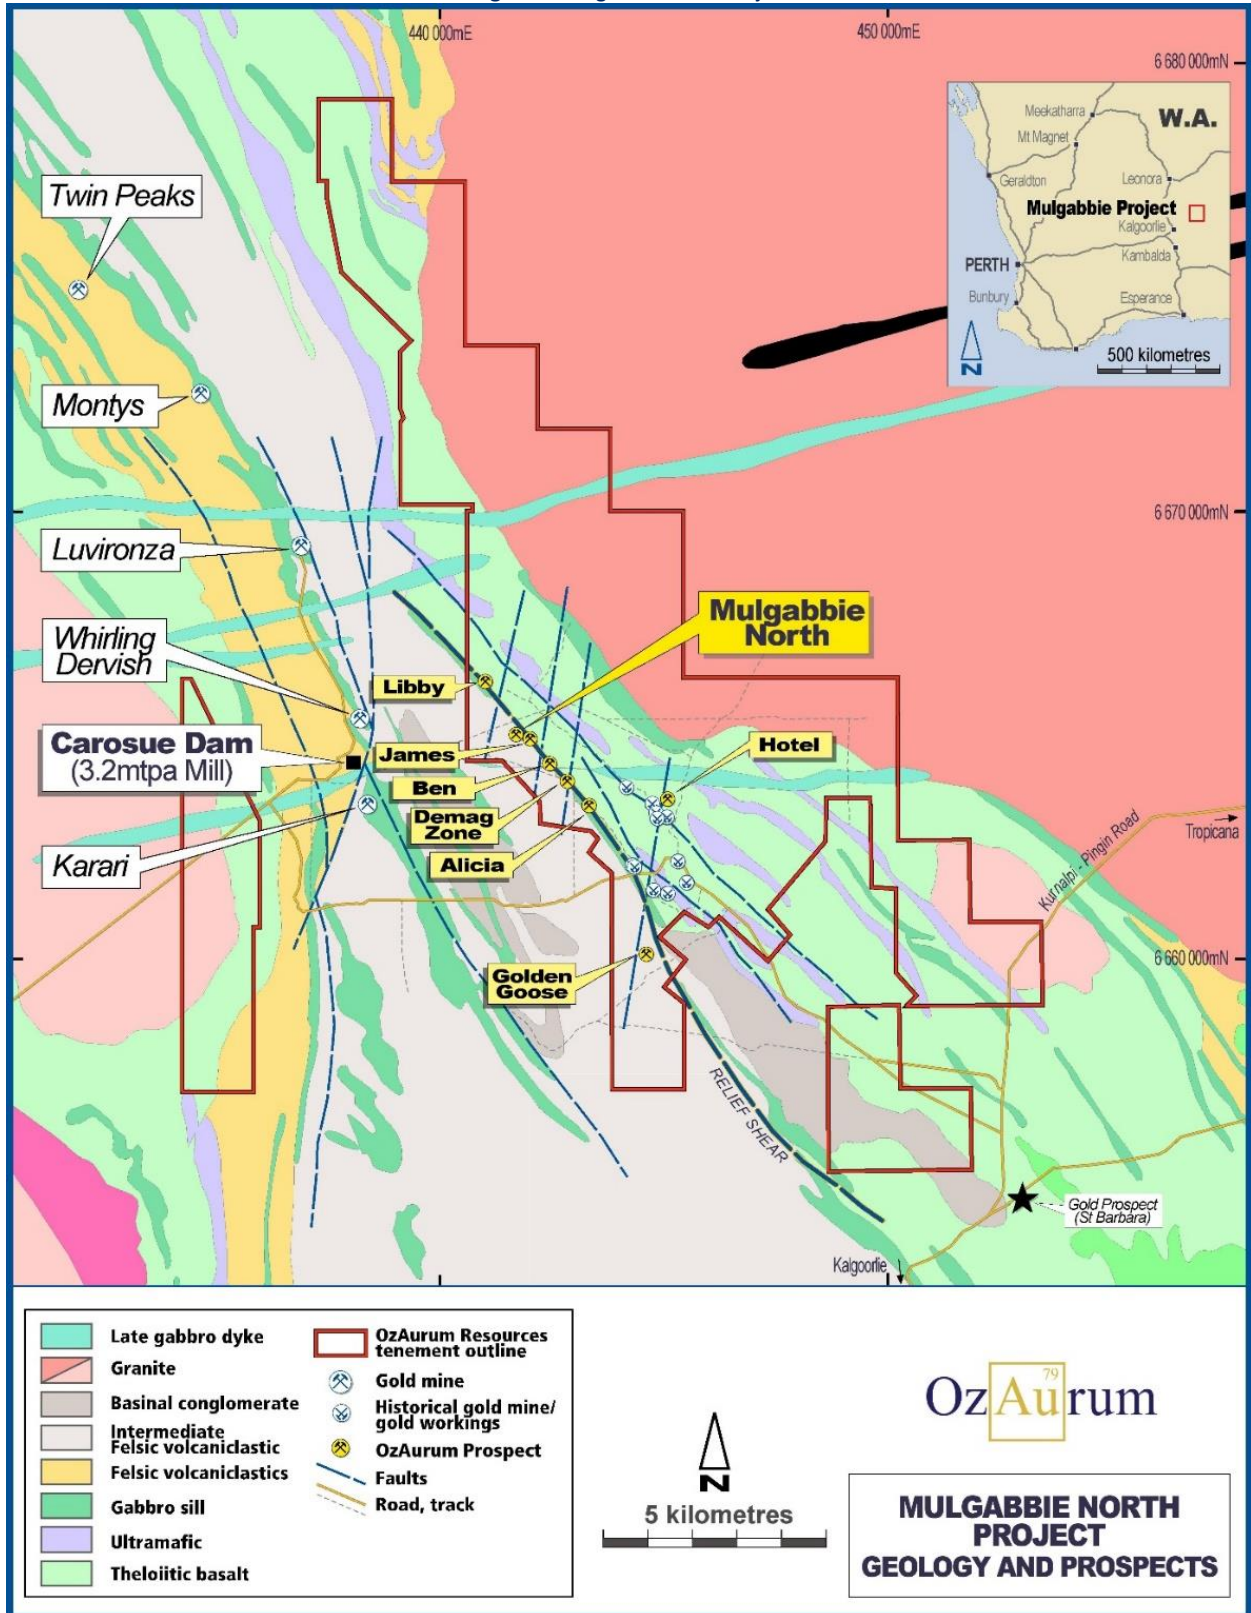 440 000mE
450 000mE
6 680 000mN
W.A.
Meekatharra
Mt Magnet
Geraldton
Leonora
Mulgabbie Project
Kalgoorlie
Kambalda
PERTH
Bunbury
Esperance
N
500 kilometres
Twin Peaks
Montys
6 670 000mN
Luvironza
Whirling
Dervish
Mulgabbie
North
Libby
Carosue Dam
(3.2mtpa Mill)
James
Hotel
Ben
Demag
Zone
Karari
Alicia
Kurnalpi - Pingin Road
Tropicana
6 660 000mN
Golden
Goose
RELIEF SHEAR
Gold Prospect
(St Barbara)
Kalgoorlie
Late gabbro dyke
Granite
Basinal conglomerate
Intermediate
Felsic volcaniclastic
Felsic volcaniclastics
Gabbro sill
Ultramafic
Theloiitic basalt
OzAurum Resources
tenement outline
Gold mine
Historical gold mine/
gold workings
OzAurum Prospect
Faults
Road, track
N
5 kilometres
79
OzAurum
MULGABBIE NORTH
PROJECT
GEOLOGY AND PROSPECTS